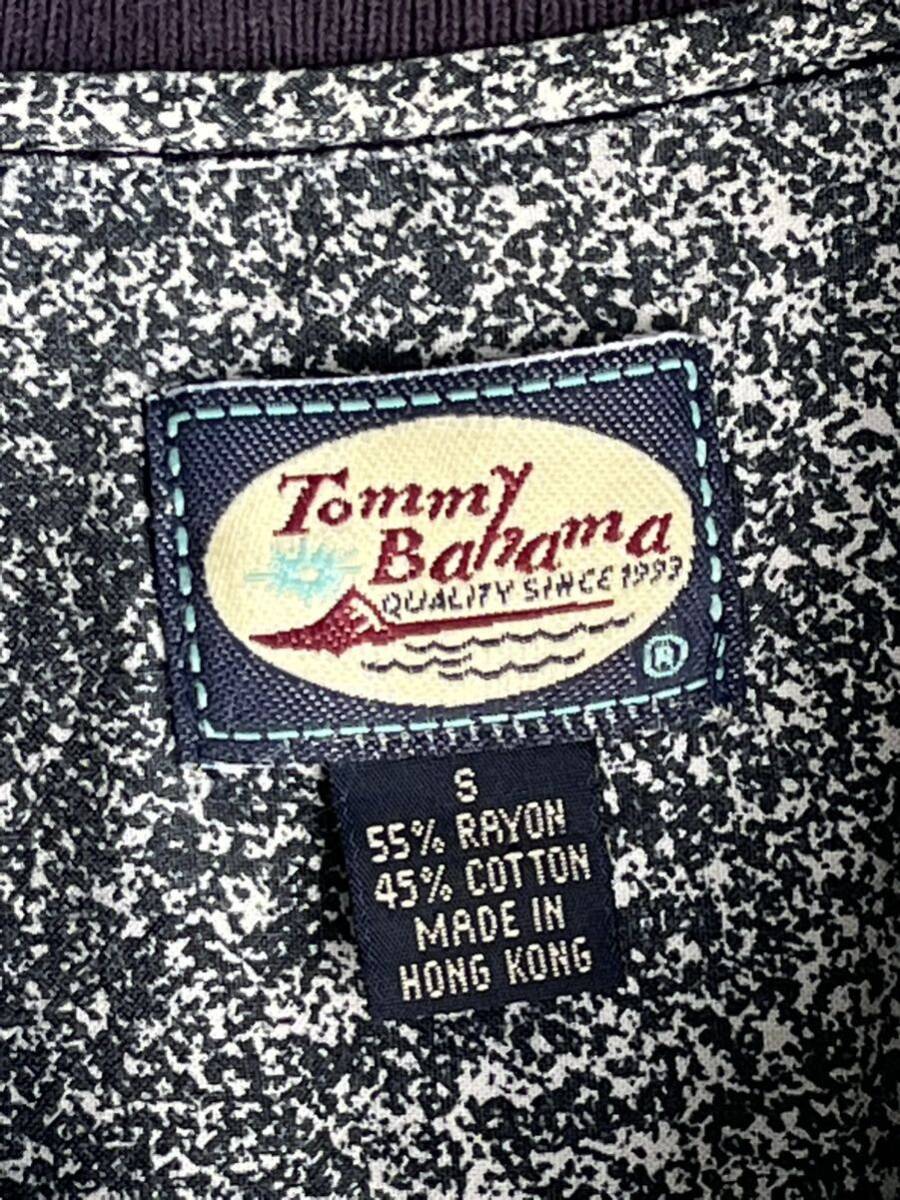 Tommy
Bahama
QUALITY SINCE 1993
®
S
55% RAYON
45% COTTON
MADE IN
HONG KONG